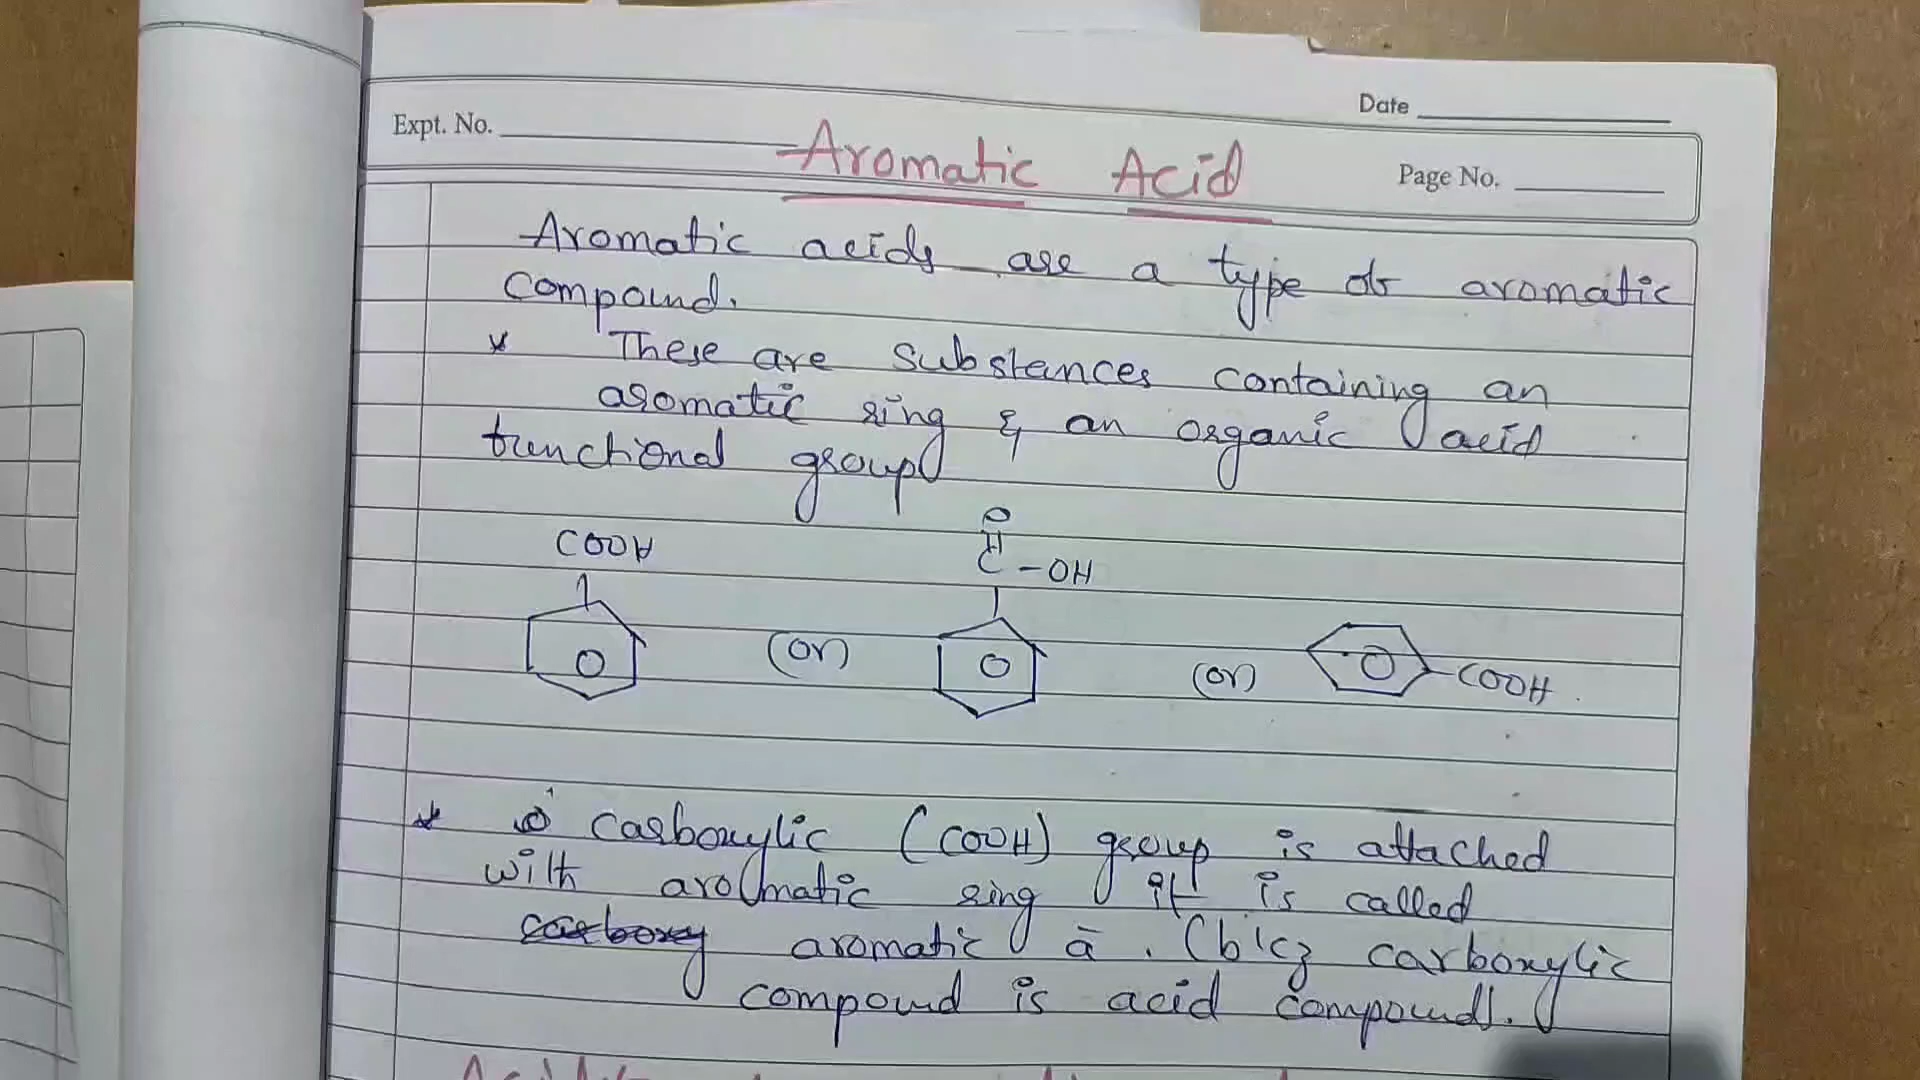 Date
Expt. No.
Aromatic Acid
Page No.
Aromatic acids are a type of aromatic
compound.
* These are substances containing an
aromatic ring & an organic acid
functional group
O
COOH
C - OH
(or)
(or)
COOH
* carboxylic (COOH) group is attached
with aromatic ring it is called
carboxy aromatic ā. (b'cz carboxylic
compound is acid compound).